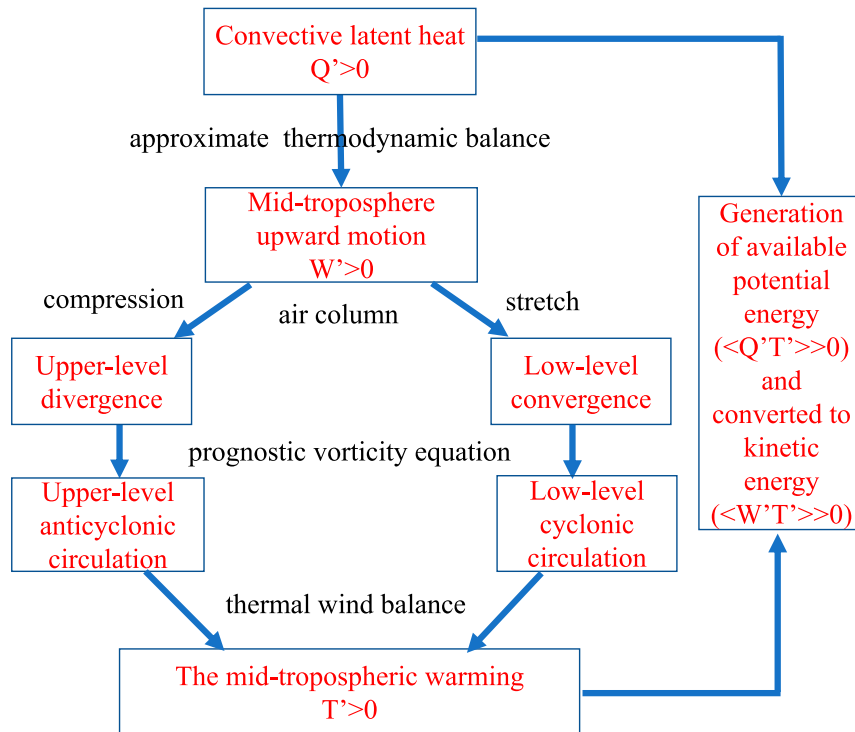 Convective latent heat
Q’>0
approximate thermodynamic balance
Mid-troposphere
upward motion
W’>0
compression
air column
stretch
Upper-level
divergence
Low-level
convergence
prognostic vorticity equation
Upper-level
anticyclonic
circulation
Low-level
cyclonic
circulation
thermal wind balance
The mid-tropospheric warming
T’>0
Generation
of available
potential
energy
(<Q’T’>>0)
and
converted to
kinetic
energy
(<W’T’>>0)